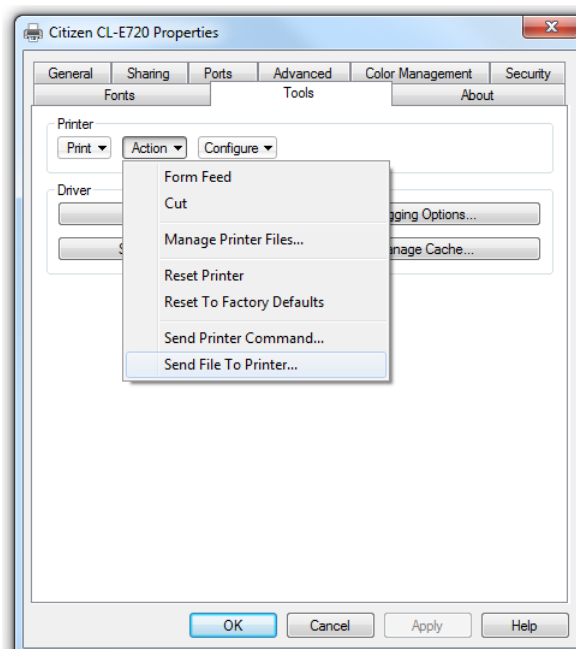 Citizen CL-E720 Properties
General Sharing Ports Advanced Color Management Security
Fonts Tools About
Printer
Print Action Configure
Form Feed
Driver
Cut
gging Options...
Manage Printer Files...
S
anage Cache...
Reset Printer
Reset To Factory Defaults
Send Printer Command...
Send File To Printer...
OK Cancel Apply Help